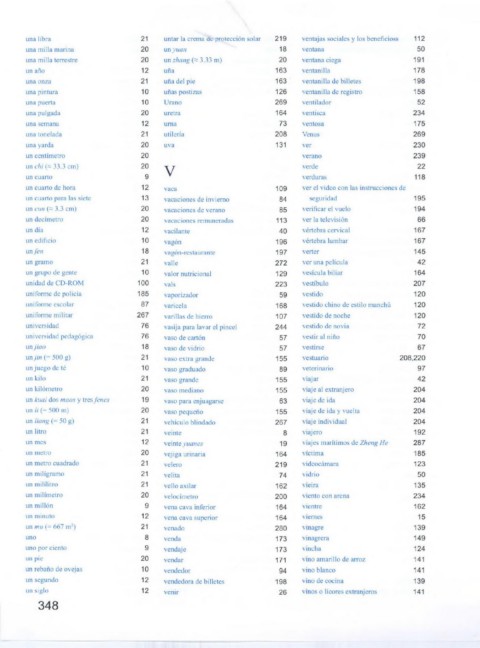 una libra 21
una milla marina 20
una milla terrestre 20
un año 12
una onza 21
una pintura 10
una puerta 10
una pulgada 20
una semana 12
una tonelada 21
una yarda 20
un centímetro 20
un chi (≈ 33.3 cm) 20
un cuarto 9
un cuarto de hora 12
un cuarto para las siete 13
un cun (≈ 3.3 cm) 20
un decímetro 20
un día 12
un edificio 10
un fen 18
un gramo 21
un grupo de gente 10
unidad de CD-ROM 100
uniforme de policía 185
uniforme escolar 87
uniforme militar 267
universidad 76
universidad pedagógica 76
un jiao 18
un jin (= 500 g) 21
un juego de té 10
un kilo 21
un kilómetro 20
un kuai dos maos y tres fenes 19
un li (= 500 m) 20
un liang (= 50 g) 21
un litro 21
un mes 12
un metro 20
un metro cuadrado 21
un miligramo 21
un mililitro 21
un milímetro 20
un millón 9
un minuto 12
un mu (≈ 667 m²) 21
uno 8
uno por ciento 9
un pie 20
un rebaño de ovejas 10
un segundo 12
un siglo 12
348
untar la crema de protección solar 219
un yuan 18
un zhang (≈ 3.33 m) 20
uña 163
uña del pie 163
uñas postizas 126
Urano 269
uretra 164
urna 73
utilería 208
uva 131
V
vaca 109
vacaciones de invierno 84
vacaciones de verano 85
vacaciones remuneradas 113
vacilante 40
vagón 196
vagón-restaurante 197
valle 272
valor nutricional 129
vals 223
vaporizador 59
varicela 168
varillas de hierro 107
vasija para lavar el pincel 244
vaso de cartón 57
vaso de vidrio 57
vaso extra grande 155
vaso graduado 89
vaso grande 155
vaso mediano 155
vaso para enjuagarse 63
vaso pequeño 155
vehículo blindado 267
veinte 8
veinte yuanes 19
vejiga urinaria 164
velero 219
velita 74
vello axilar 162
velocímetro 200
vena cava inferior 164
vena cava superior 164
venado 260
venda 173
vendaje 173
vendar 171
vendedor 94
vendedora de billetes 198
venir 26
ventajas sociales y los beneficios 112
ventana 50
ventana ciega 191
ventanilla 178
ventanilla de billetes 198
ventanilla de registro 158
ventilador 52
ventisca 234
ventosa 175
Venus 269
ver 230
verano 239
verde 22
verduras 118
ver el vídeo con las instrucciones de
seguridad 195
verificar el vuelo 194
ver la televisión 66
vértebra cervical 167
vértebra lumbar 167
verter 145
ver una película 42
vesícula biliar 164
vestíbulo 207
vestido 120
vestido chino de estilo manchú 120
vestido de noche 120
vestido de novia 72
vestir al niño 70
vestirse 67
vestuario 208,220
veterinario 97
viajar 42
viaje al extranjero 204
viaje de ida 204
viaje de ida y vuelta 204
viaje individual 204
viajero 192
viajes marítimos de Zheng He 287
víctima 185
videocámara 123
vidrio 50
vieira 135
viento con arena 234
vientre 162
viernes 15
vinagre 139
vinagrera 149
vincha 124
vino amarillo de arroz 141
vino blanco 141
vino de cocina 139
vinos o licores extranjeros 141